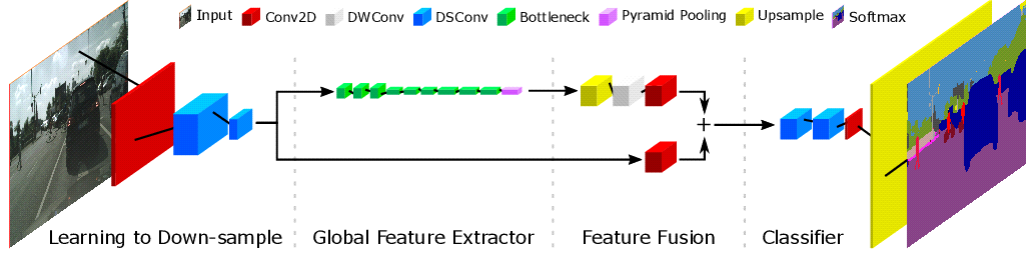 Input Conv2D DWConv DSConv Bottleneck Pyramid Pooling Upsample Softmax
+
Learning to Down-sample Global Feature Extractor Feature Fusion Classifier